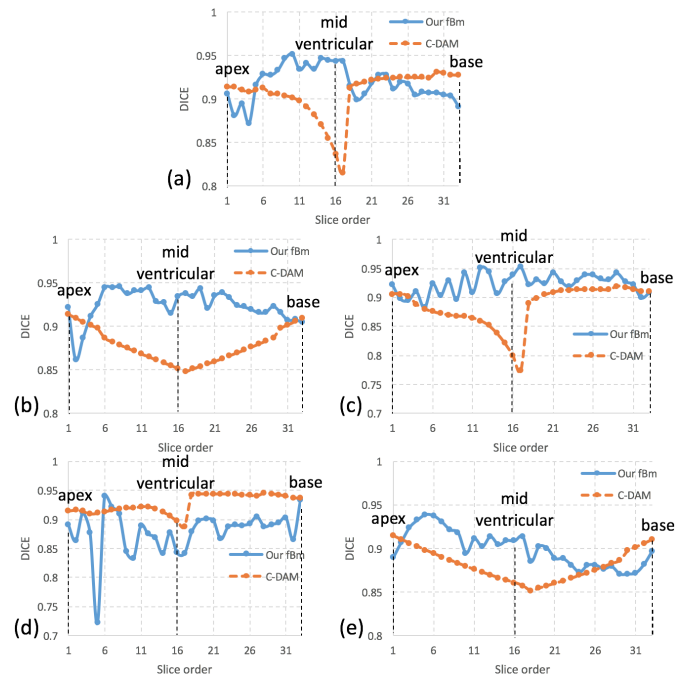 1
0.95
0.9
0.85
0.8
DICE
apex
mid
ventricular
base
Our fBm
C-DAM
1 6 11 16 21 26 31
Slice order
(a)
1
0.95
0.9
0.85
0.8
DICE
apex
mid
ventricular
base
Our fBm
C-DAM
1 6 11 16 21 26 31
Slice order
(b)
1
0.95
0.9
0.85
0.8
0.75
0.7
DICE
apex
mid
ventricular
base
Our fBm
C-DAM
1 6 11 16 21 26 31
Slice order
(c)
1
0.95
0.9
0.85
0.8
0.75
0.7
DICE
apex
mid
ventricular
base
Our fBm
C-DAM
1 6 11 16 21 26 31
Slice order
(d)
1
0.95
0.9
0.85
0.8
DICE
apex
mid
ventricular
base
Our fBm
C-DAM
1 6 11 16 21 26 31
Slice order
(e)